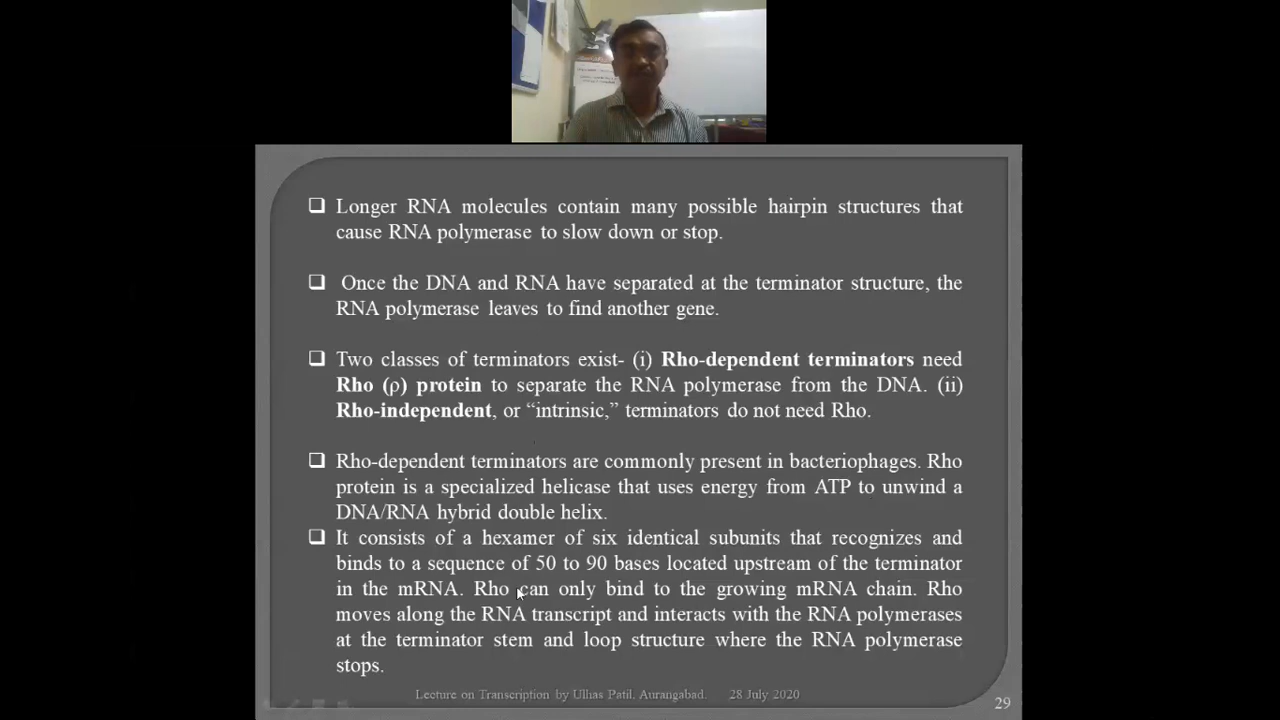 ❑ Longer RNA molecules contain many possible hairpin structures that
cause RNA polymerase to slow down or stop.
❑ Once the DNA and RNA have separated at the terminator structure, the
RNA polymerase leaves to find another gene.
❑ Two classes of terminators exist- (i) Rho-dependent terminators need
Rho (ρ) protein to separate the RNA polymerase from the DNA. (ii)
Rho-independent, or “intrinsic,” terminators do not need Rho.
❑ Rho-dependent terminators are commonly present in bacteriophages. Rho
protein is a specialized helicase that uses energy from ATP to unwind a
DNA/RNA hybrid double helix.
❑ It consists of a hexamer of six identical subunits that recognizes and
binds to a sequence of 50 to 90 bases located upstream of the terminator
in the mRNA. Rho can only bind to the growing mRNA chain. Rho
moves along the RNA transcript and interacts with the RNA polymerases
at the terminator stem and loop structure where the RNA polymerase
stops.
Lecture on Transcription by Ulhas Patil, Aurangabad. 28 July 2020
29